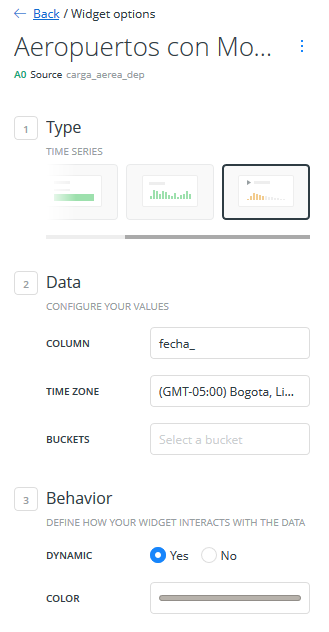 ← Back / Widget options
Aeropuertos con Mo...
A0 Source carga_aerea_dep
1 Type
TIME SERIES
2 Data
CONFIGURE YOUR VALUES
COLUMN fecha_
TIME ZONE (GMT-05:00) Bogota, Li...
BUCKETS Select a bucket
3 Behavior
DEFINE HOW YOUR WIDGET INTERACTS WITH THE DATA
DYNAMIC Yes No
COLOR